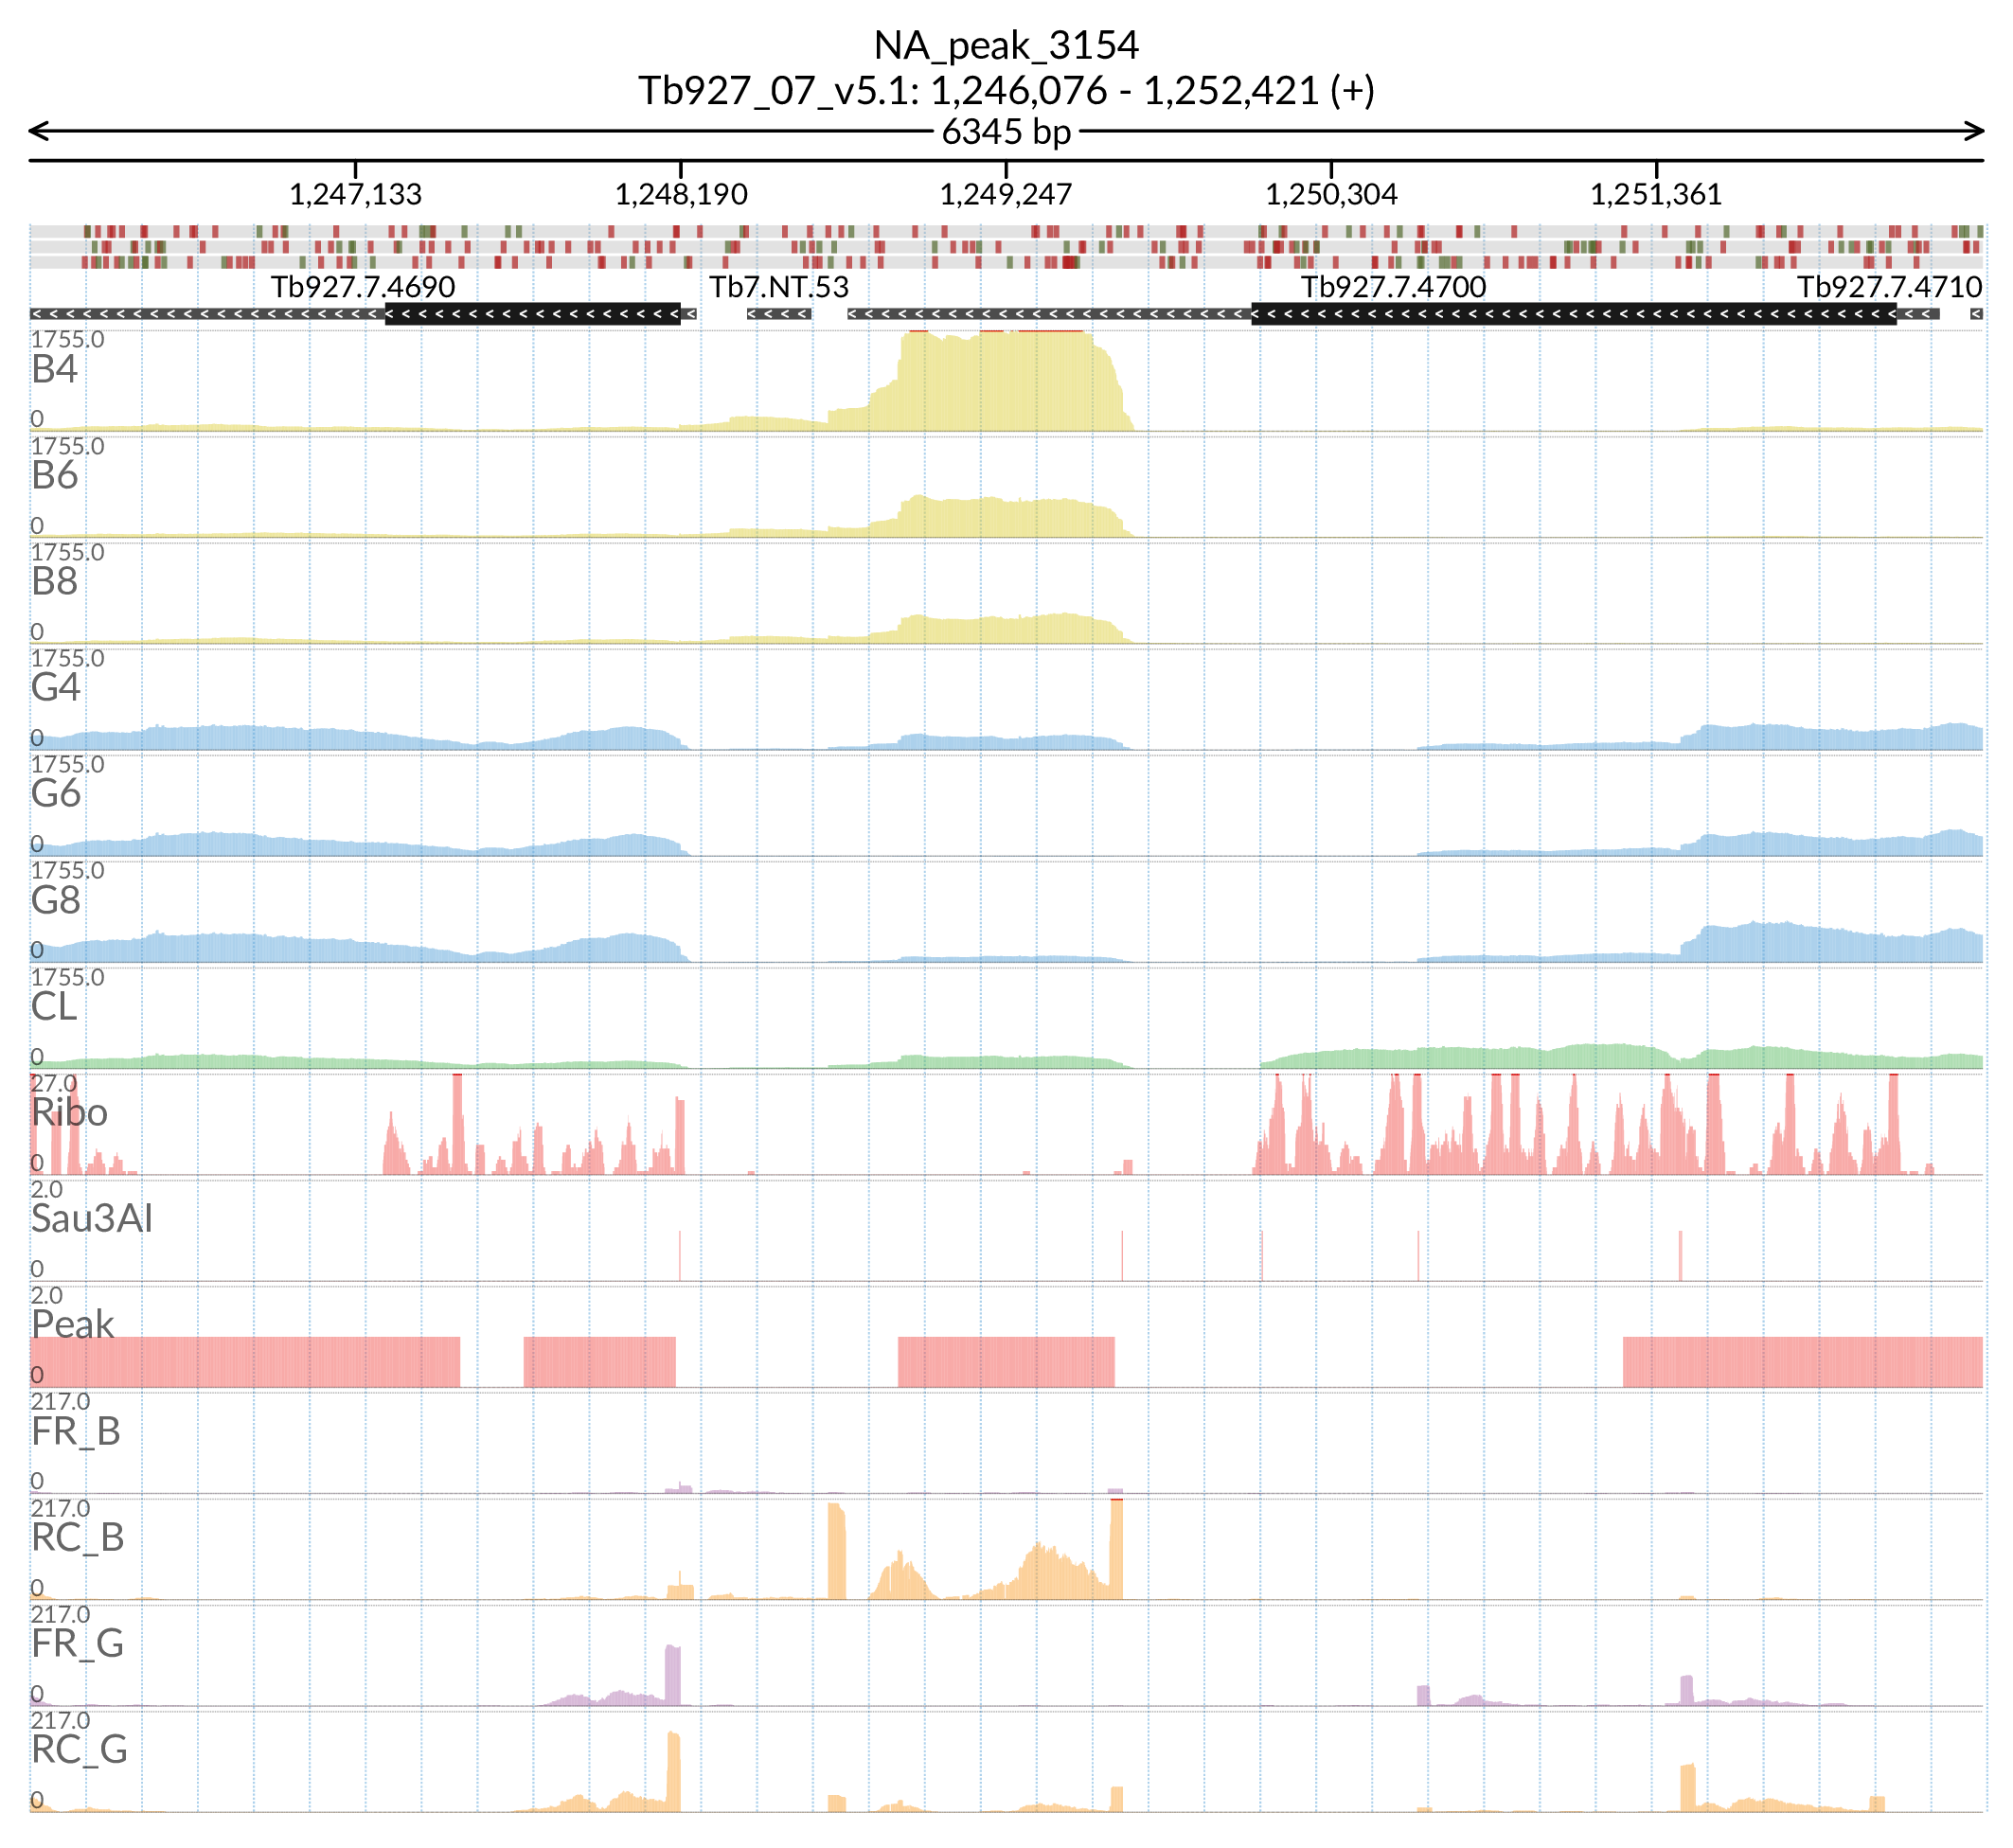 NA_peak_3154
Tb927_07_v5.1: 1,246,076 - 1,252,421 (+)
6345 bp
1,247,133 1,248,190 1,249,247 1,250,304 1,251,361
Tb927.7.4690 Tb7.NT.53 Tb927.7.4700 Tb927.7.4710
1755.0
B4
0
1755.0
B6
0
1755.0
B8
0
1755.0
G4
0
1755.0
G6
0
1755.0
G8
0
1755.0
CL
0
27.0
Ribo
0
2.0
Sau3AI
0
2.0
Peak
0
217.0
FR_B
0
217.0
RC_B
0
217.0
FR_G
0
217.0
RC_G
0